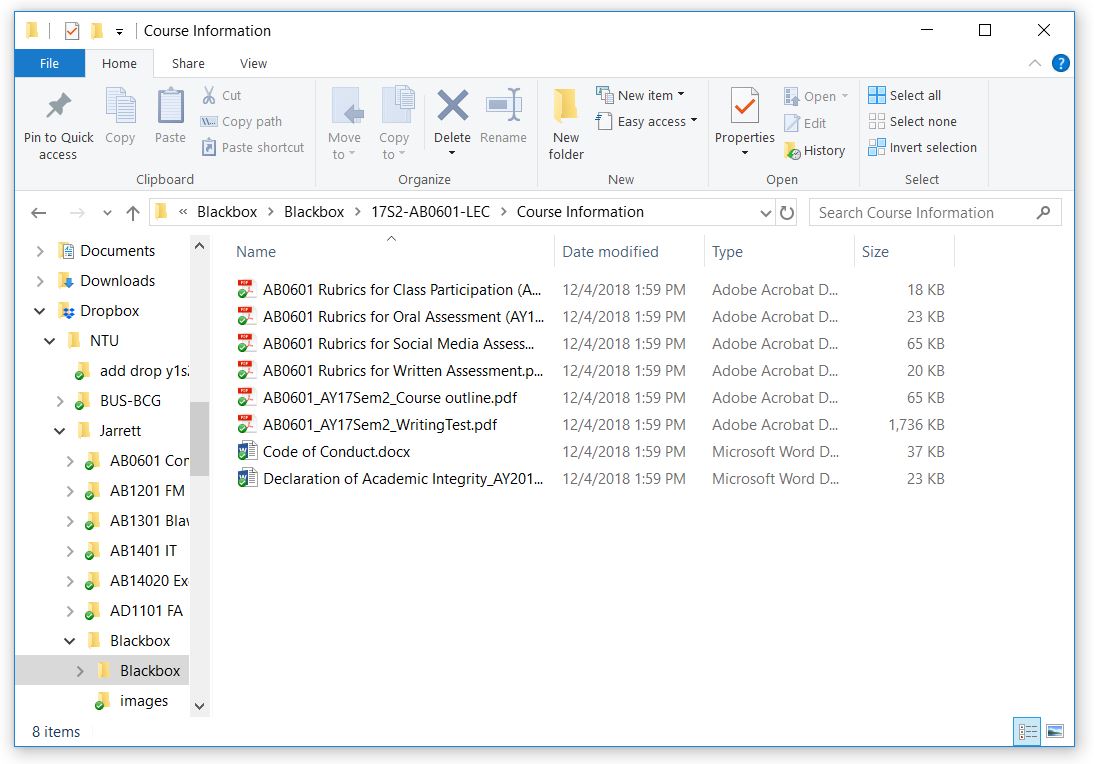 Course Information
File Home Share View
Pin to Quick access
Copy
Paste
Cut
Copy path
Paste shortcut
Clipboard
Move to
Copy to
Delete
Rename
Organize
New folder
New item
Easy access
New
Properties
Open
Edit
History
Open
Select all
Select none
Invert selection
Select
« Blackbox > Blackbox > 17S2-AB0601-LEC > Course Information
Search Course Information
Documents
Downloads
Dropbox
NTU
add drop y1s2
BUS-BCG
Jarrett
AB0601 Cor
AB1201 FM
AB1301 Blaw
AB1401 IT
AB14020 Ex
AD1101 FA
Blackbox
Blackbox
images
Name Date modified Type Size
AB0601 Rubrics for Class Participation (A... 12/4/2018 1:59 PM Adobe Acrobat D... 18 KB
AB0601 Rubrics for Oral Assessment (AY1... 12/4/2018 1:59 PM Adobe Acrobat D... 23 KB
AB0601 Rubrics for Social Media Assess... 12/4/2018 1:59 PM Adobe Acrobat D... 65 KB
AB0601 Rubrics for Written Assessment.p... 12/4/2018 1:59 PM Adobe Acrobat D... 20 KB
AB0601_AY17Sem2_Course outline.pdf 12/4/2018 1:59 PM Adobe Acrobat D... 65 KB
AB0601_AY17Sem2_WritingTest.pdf 12/4/2018 1:59 PM Adobe Acrobat D... 1,736 KB
Code of Conduct.docx 12/4/2018 1:59 PM Microsoft Word D... 37 KB
Declaration of Academic Integrity_AY201... 12/4/2018 1:59 PM Microsoft Word D... 23 KB
8 items